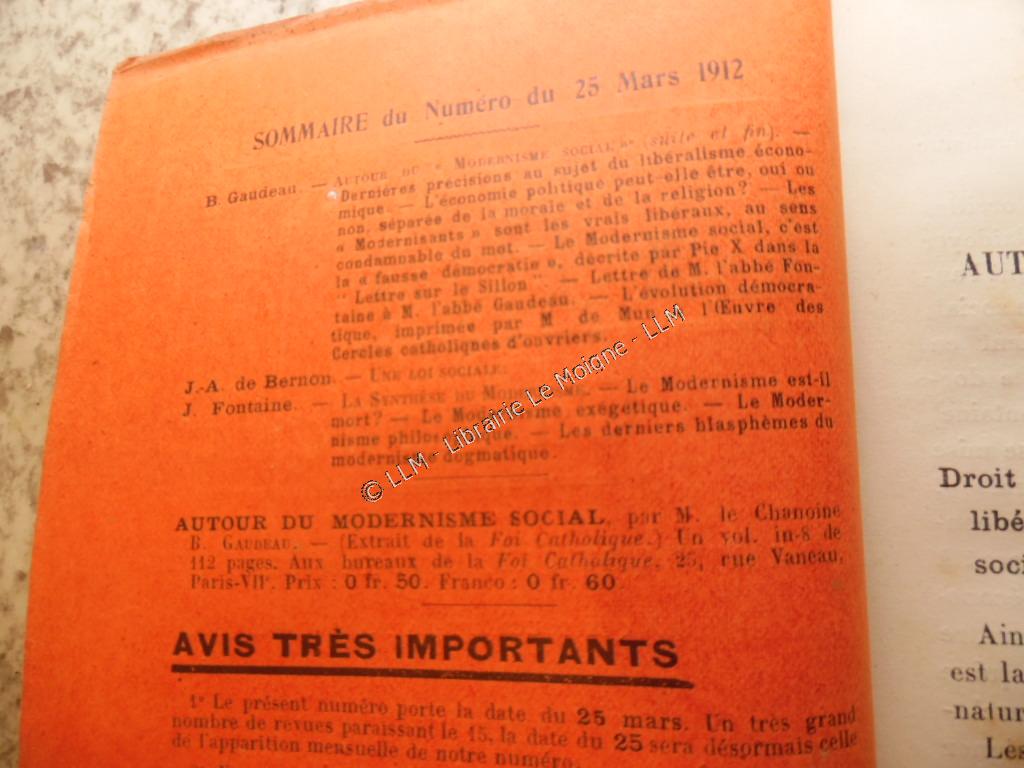 SOMMAIRE du Numéro du 25 Mars 1912
B. Gaudeau. — AUTOUR DU " MODERNISME SOCIAL " (suite et fin). —
Dernières précisions au sujet du libéralisme écono-
mique. — L'économie politique peut-elle être, oui ou
non, séparée de la morale et de la religion? — Les
« Modernisants » sont les vrais libéraux, au sens
condamnable du mot. — Le Modernisme social, c'est
la « fausse démocratie », décrite par Pie X dans la
" Lettre sur le Sillon ". — Lettre de M. l'abbé Fon-
taine à M. l'abbé Gaudeau. — L'évolution démocra-
tique, imprimée par M. de Mun l'Œuvre des
Cercles catholiques d'ouvriers.
J.-A. de Bernon. — UNE LOI SOCIALE.
J. Fontaine. — LA SYNTHÈSE DU — Le Modernisme est-il
mort? — Le exégétique. — Le Moder-
nisme — Les derniers blasphèmes du
dogmatique.
AUTOUR DU MODERNISME SOCIAL, par M. le Chanoine
B. GAUDEAU. — (Extrait de la Foi Catholique.) Un vol. in-8 de
112 pages. Aux bureaux de la Foi Catholique, 25, rue Vaneau,
Paris-VIIe. Prix : 0 fr. 50. Franco : 0 fr. 60.
AVIS TRÈS IMPORTANTS
1° Le présent numéro porte la date du 25 mars. Un très grand
nombre de revues paraissant le 15, la date du 25 sera désormais celle
de l'apparition mensuelle de notre numéro.
© LLM - Librairie Le Moigne - LLM
AUT
Droit
libé
soci
Ain
est la
natur
Les